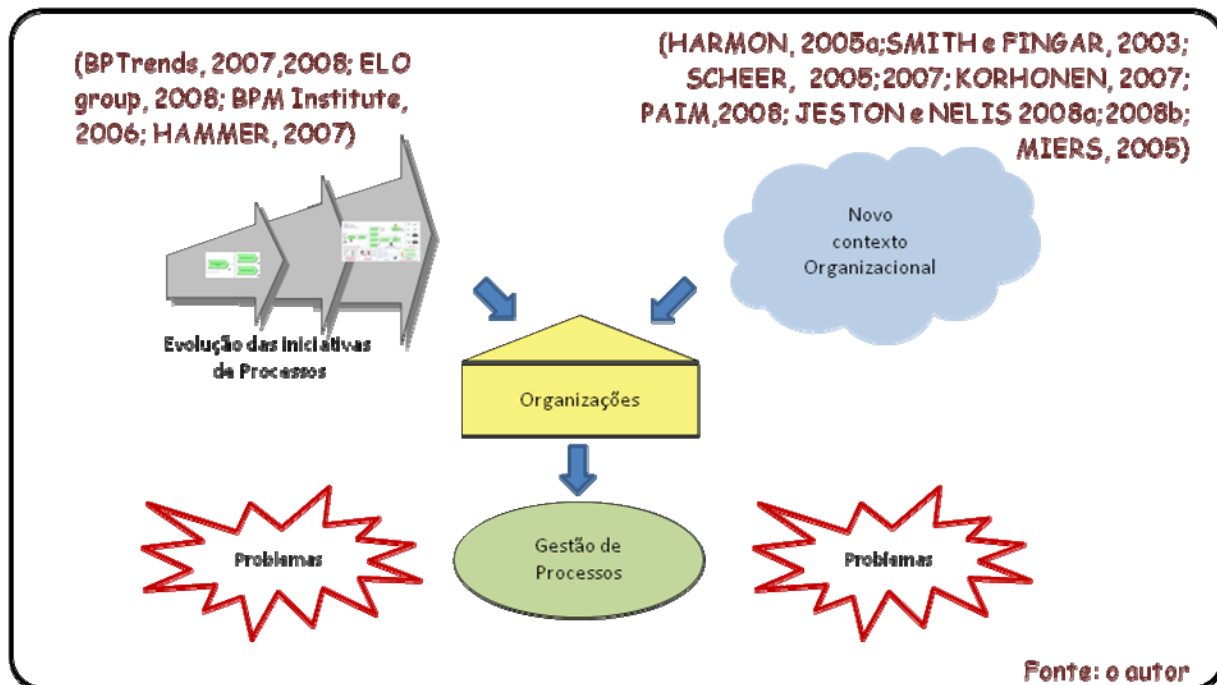 (BPTrends, 2007,2008; ELO
group, 2008; BPM Institute,
2006; HAMMER, 2007)
(HARMON, 2005a;SMITH e FINGAR, 2003;
SCHEER, 2005;2007; KORHONEN, 2007;
PAIM,2008; JESTON e NELIS 2008a;2008b;
MIERS, 2005)
Novo
contexto
Organizacional
Evolução das iniciativas
de Processos
Organizações
Problemas
Gestão de
Processos
Problemas
Fonte: o autor